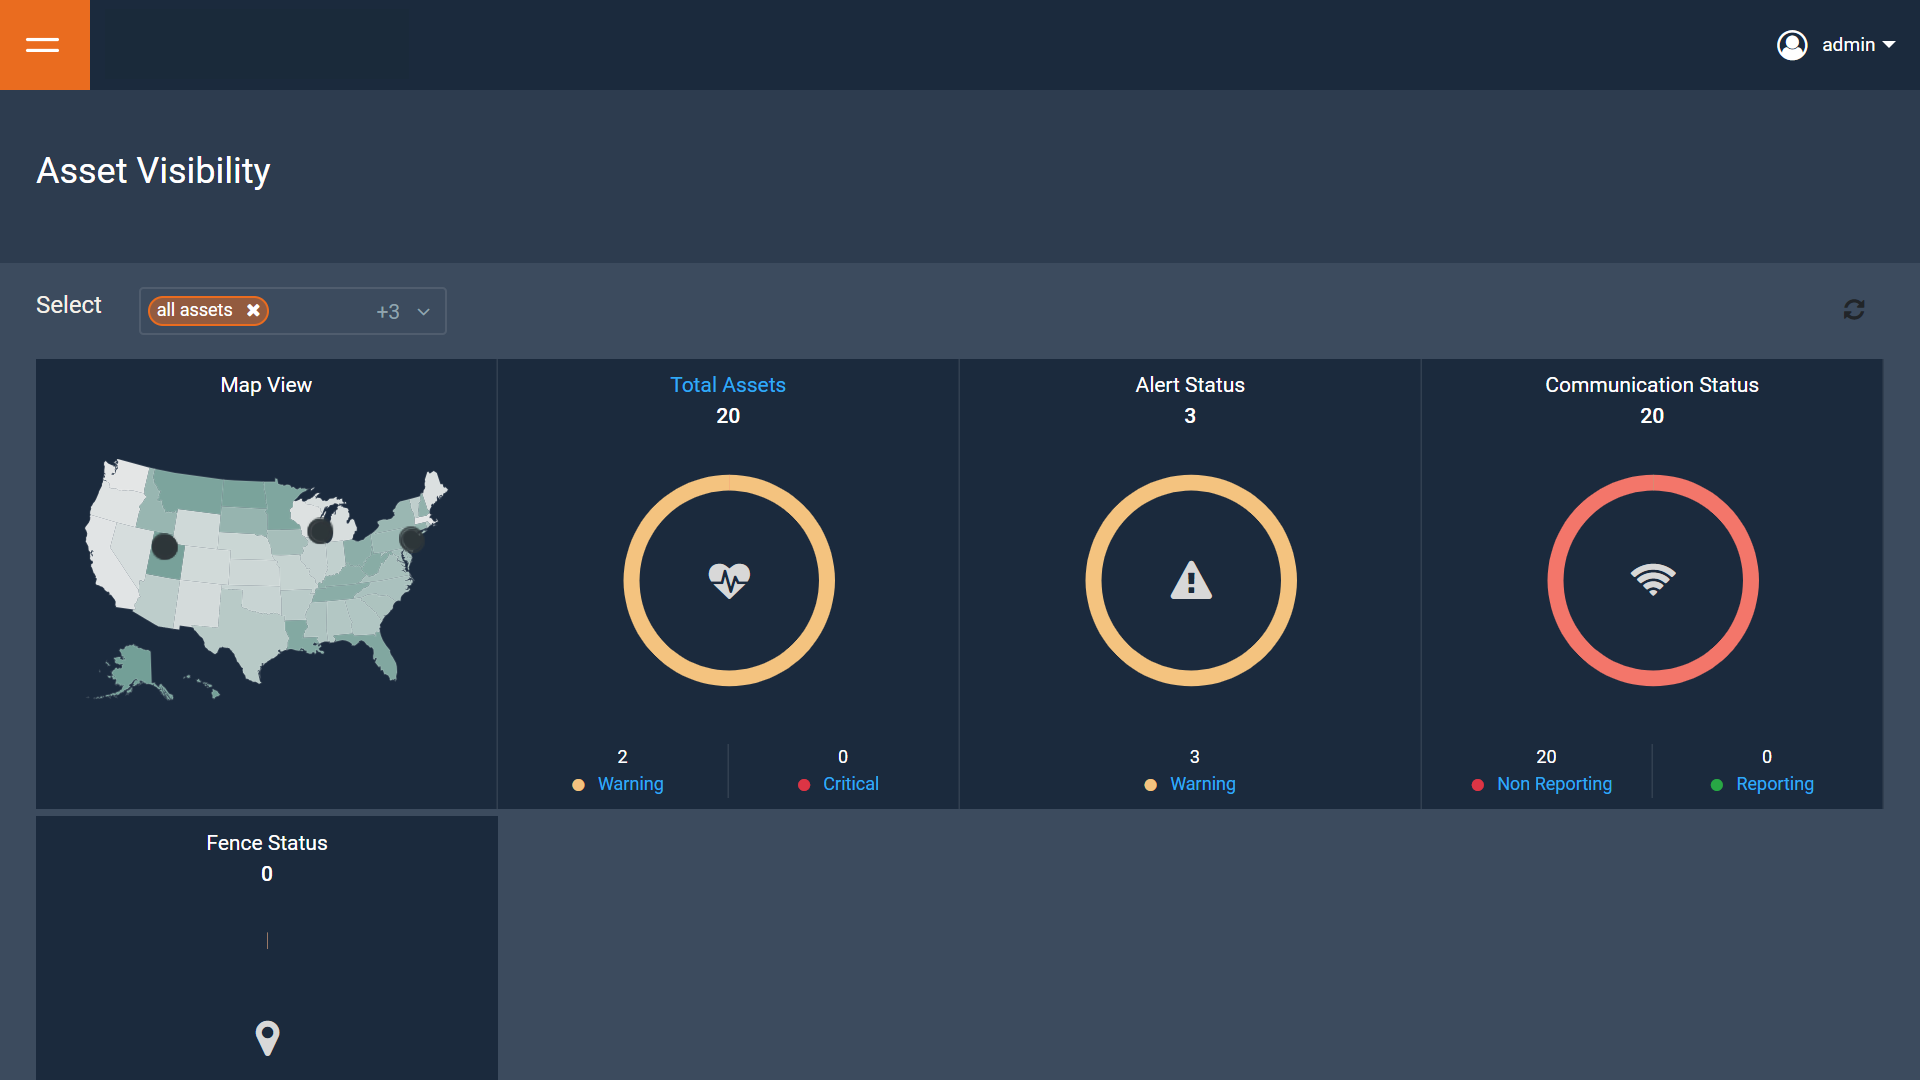 admin
Asset Visibility
Select
all assets
+3
Map View
Total Assets
20
Alert Status
3
Communication Status
20
2
Warning
0
Critical
3
Warning
20
Non Reporting
0
Reporting
Fence Status
0